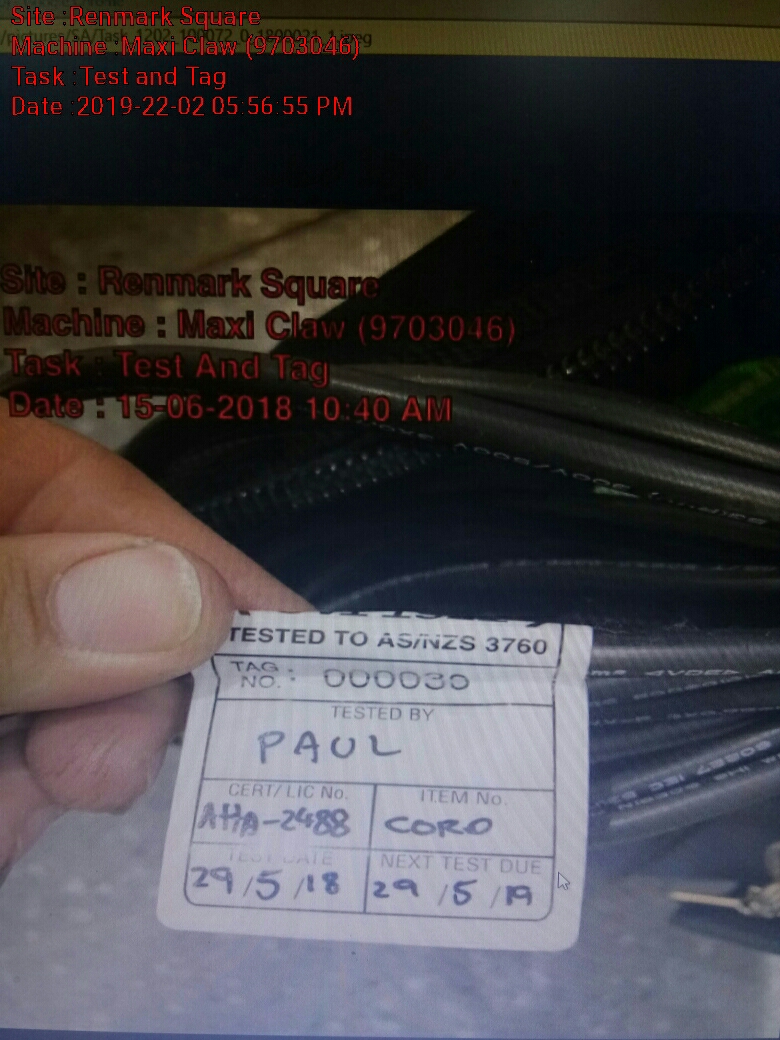 Site :Renmark Square
Machine :Maxi Claw (9703046)
Task :Test and Tag
Date :2019-22-02 05:56:55 PM
Site : Renmark Square
Machine : Maxi Claw (9703046)
Task : Test And Tag
Date : 15-06-2018 10:40 AM
TESTED TO AS/NZS 3760
TAG NO. : 000030
TESTED BY
PAUL
CERT/LIC No. ITEM No.
CORD
TEST DATE NEXT TEST DUE
29/5/18 29/5/19